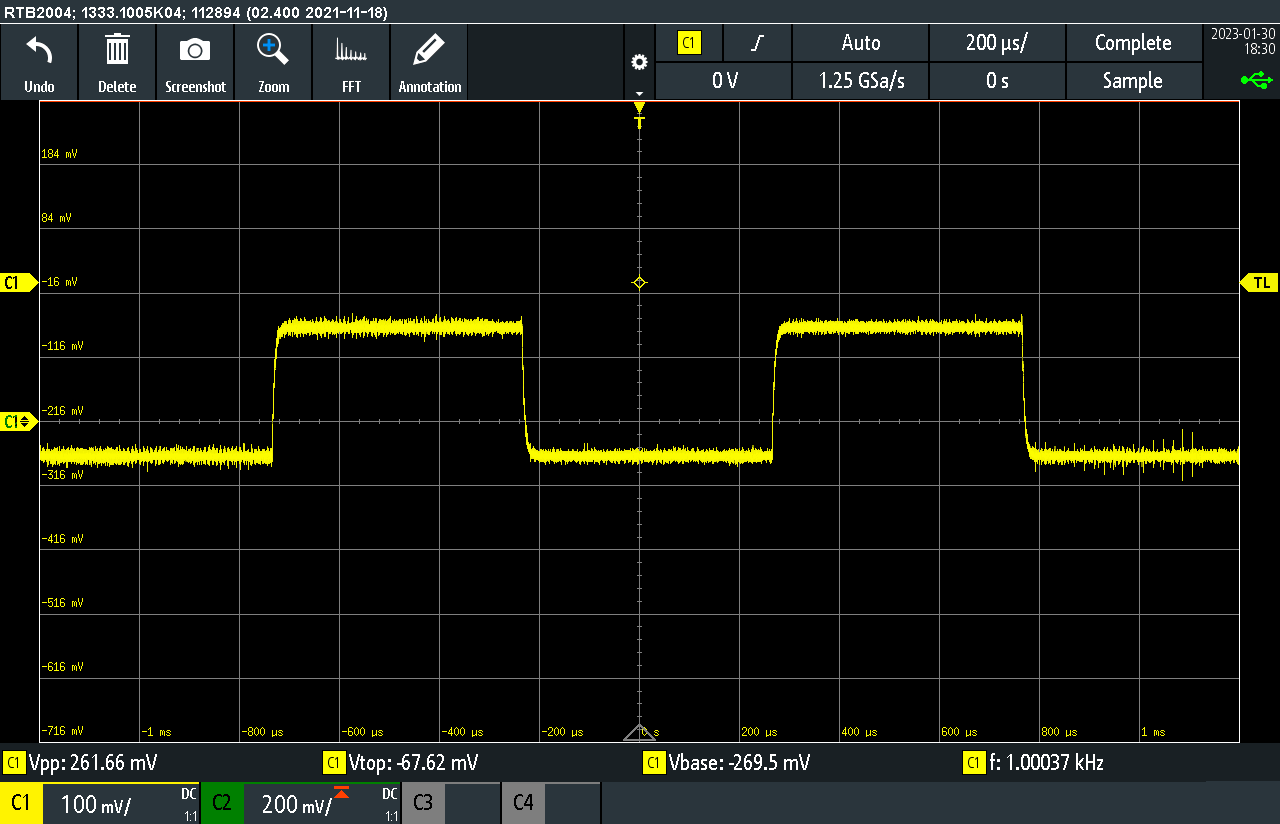 RTB2004; 1333.1005K04; 112894 (02.400 2021-11-18)
Undo
Delete
Screenshot
Zoom
FFT
Annotation
C1
Auto
200 µs/
Complete
2023-01-30
18:30
0 V
1.25 GSa/s
0 s
Sample
T
184 mV
84 mV
C1
-16 mV
TL
-116 mV
-216 mV
C1
-316 mV
-416 mV
-516 mV
-616 mV
-716 mV
-1 ms
-800 µs
-600 µs
-400 µs
-200 µs
0 s
200 µs
400 µs
600 µs
800 µs
1 ms
C1 Vpp: 261.66 mV
C1 Vtop: -67.62 mV
C1 Vbase: -269.5 mV
C1 f: 1.00037 kHz
C1
100 mV/
DC
1:1
C2
200 mV/
DC
1:1
C3
C4